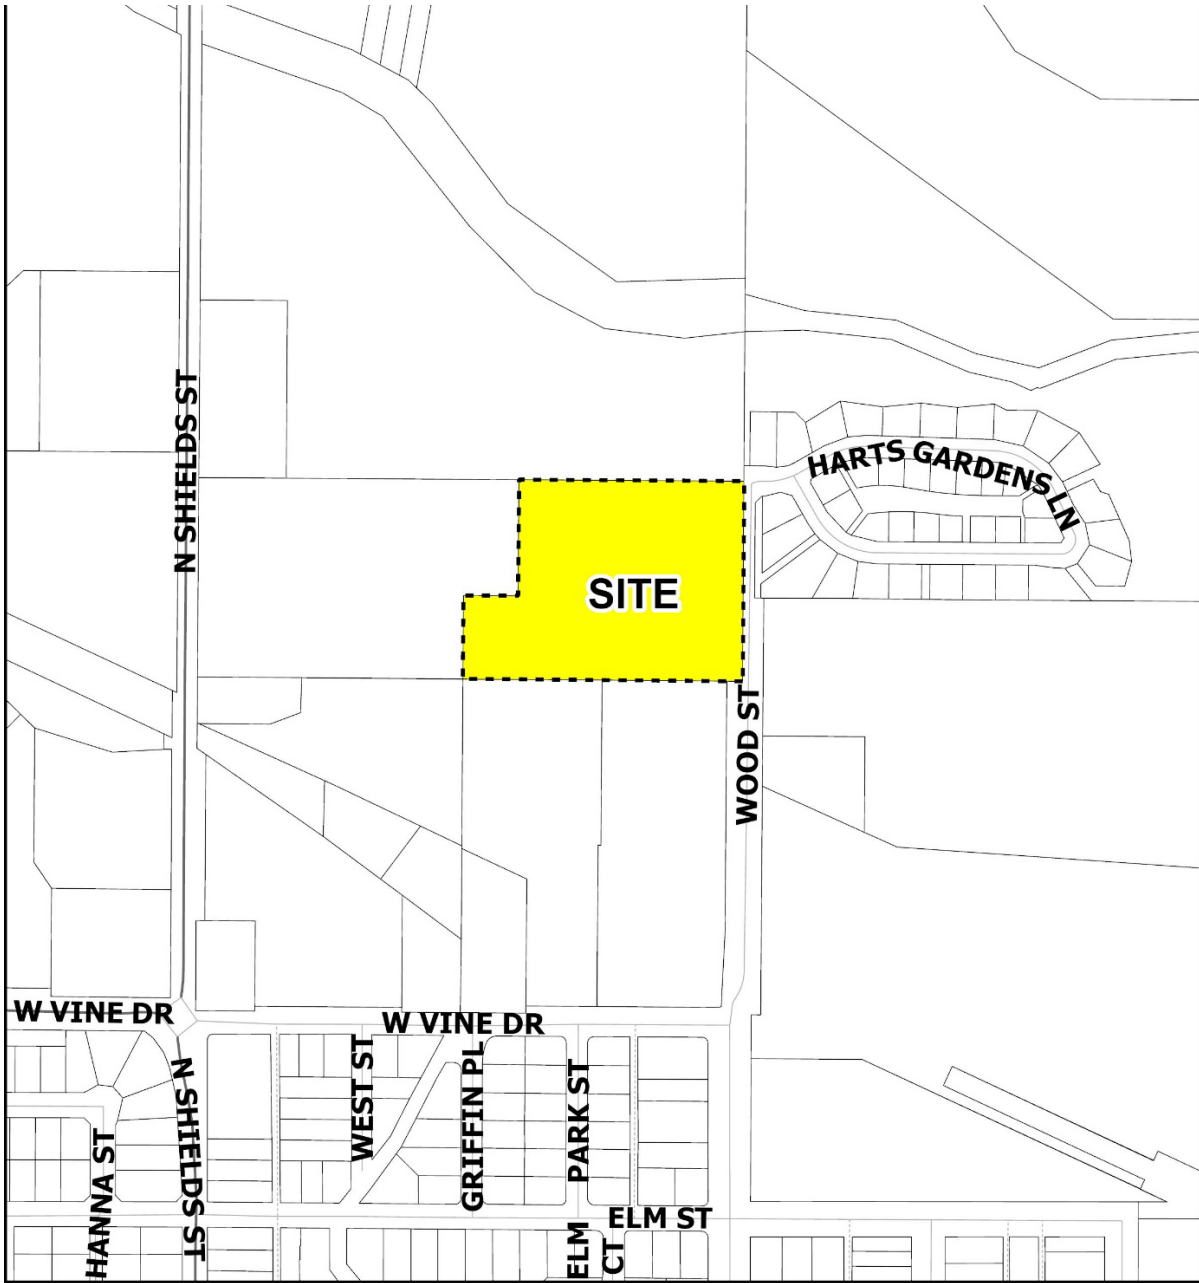 N SHIELDS ST
HARTS GARDENS LN
SITE
WOOD ST
W VINE DR
W VINE DR
N SHIELDS ST
WEST ST
GRIFFIN PL
PARK ST
HANNA ST
ELM ST
ELM
CT